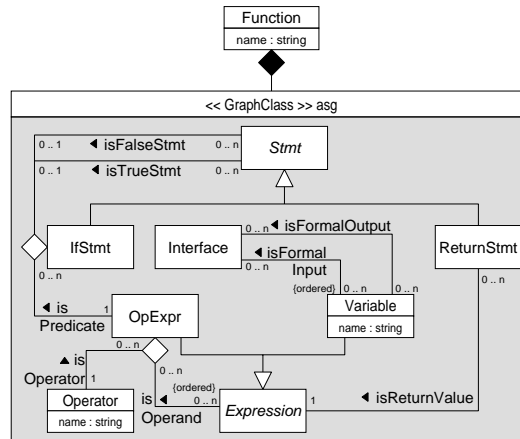 Function
name : string
<< GraphClass >> asg
0 .. 1 ◄ isFalseStmt 0 .. n
Stmt
0 .. 1 ◄ isTrueStmt 0 .. n
IfStmt
Interface
0 .. n ◄ isFormalOutput
◄ isFormal
0 .. n Input
ReturnStmt
0 .. n
{ordered} 0 .. n 0 .. n
0 .. n
◄ is 1
Predicate
OpExpr
Variable
name : string
0 .. n
0 .. n
▲ is
Operator 1
Operator
name : string
is ◄ {ordered}
Operand 0 .. n
Expression
1 ◄ isReturnValue